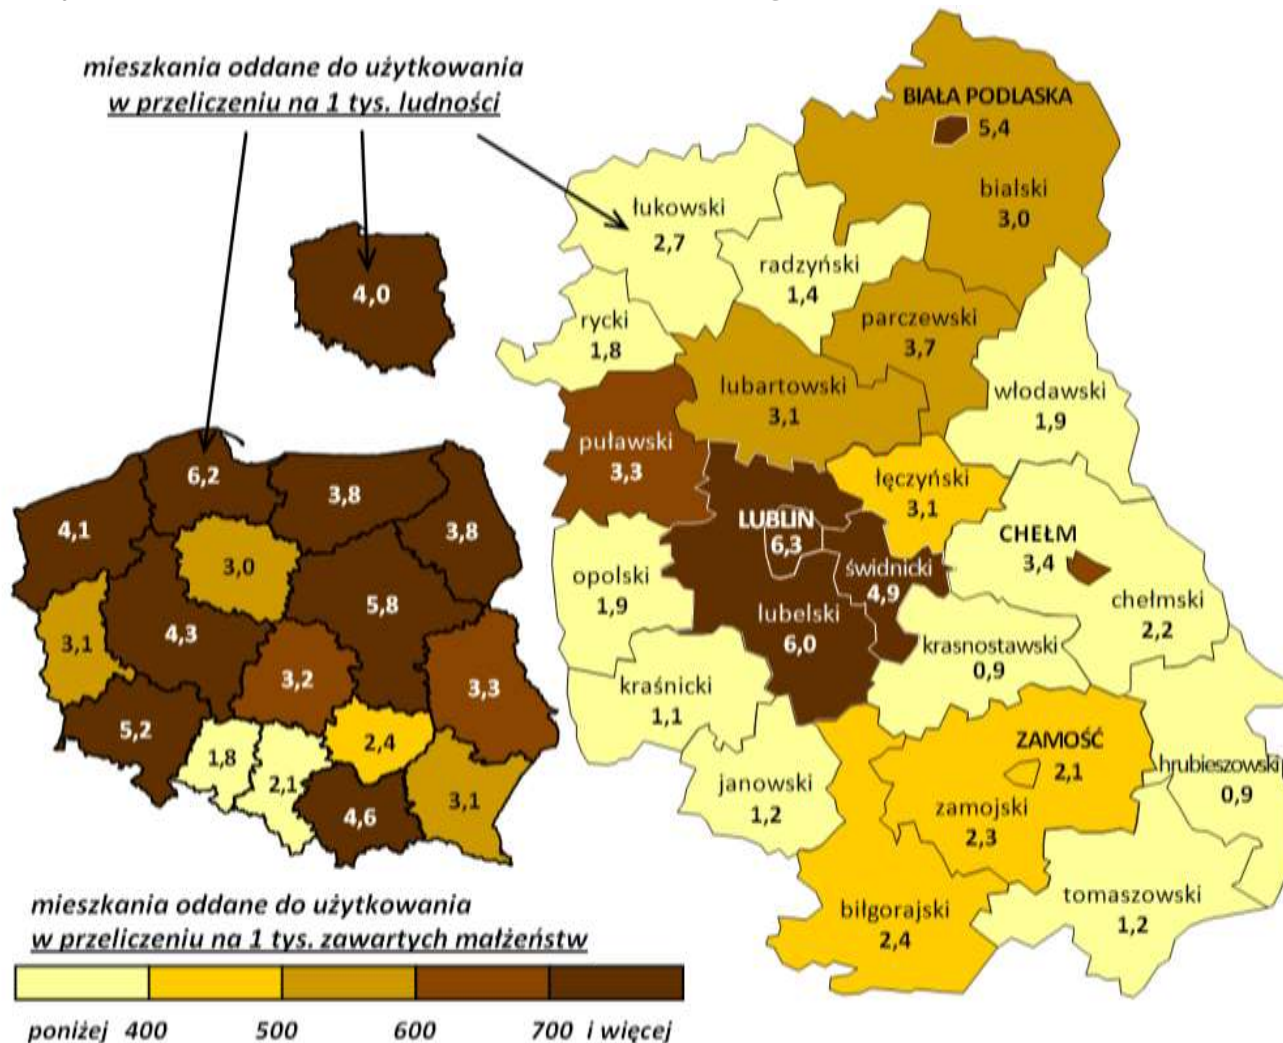 mieszkania oddane do użytkowania
w przeliczeniu na 1 tys. ludności
BIAŁA PODLASKA
5,4
bialski
3,0
łukowski
2,7
radzyński
1,4
4,0
rycki
1,8
parczewski
3,7
lubartowski
3,1
włodawski
1,9
puławski
3,3
6,2
3,8
łęczyński
3,1
4,1
3,8
LUBLIN
6,3
CHEŁM
3,4
3,0
świdnicki
4,9
opolski
1,9
5,8
chełmski
2,2
lubelski
6,0
3,1
4,3
krasnostawski
0,9
3,2
3,3
kraśnicki
1,1
5,2
2,4
ZAMOŚĆ
2,1
1,8
2,1
hrubieszowski
0,9
janowski
1,2
3,1
4,6
zamojski
2,3
tomaszowski
1,2
biłgorajski
2,4
mieszkania oddane do użytkowania
w przeliczeniu na 1 tys. zawartych małżeństw
poniżej 400 500 600 700 i więcej